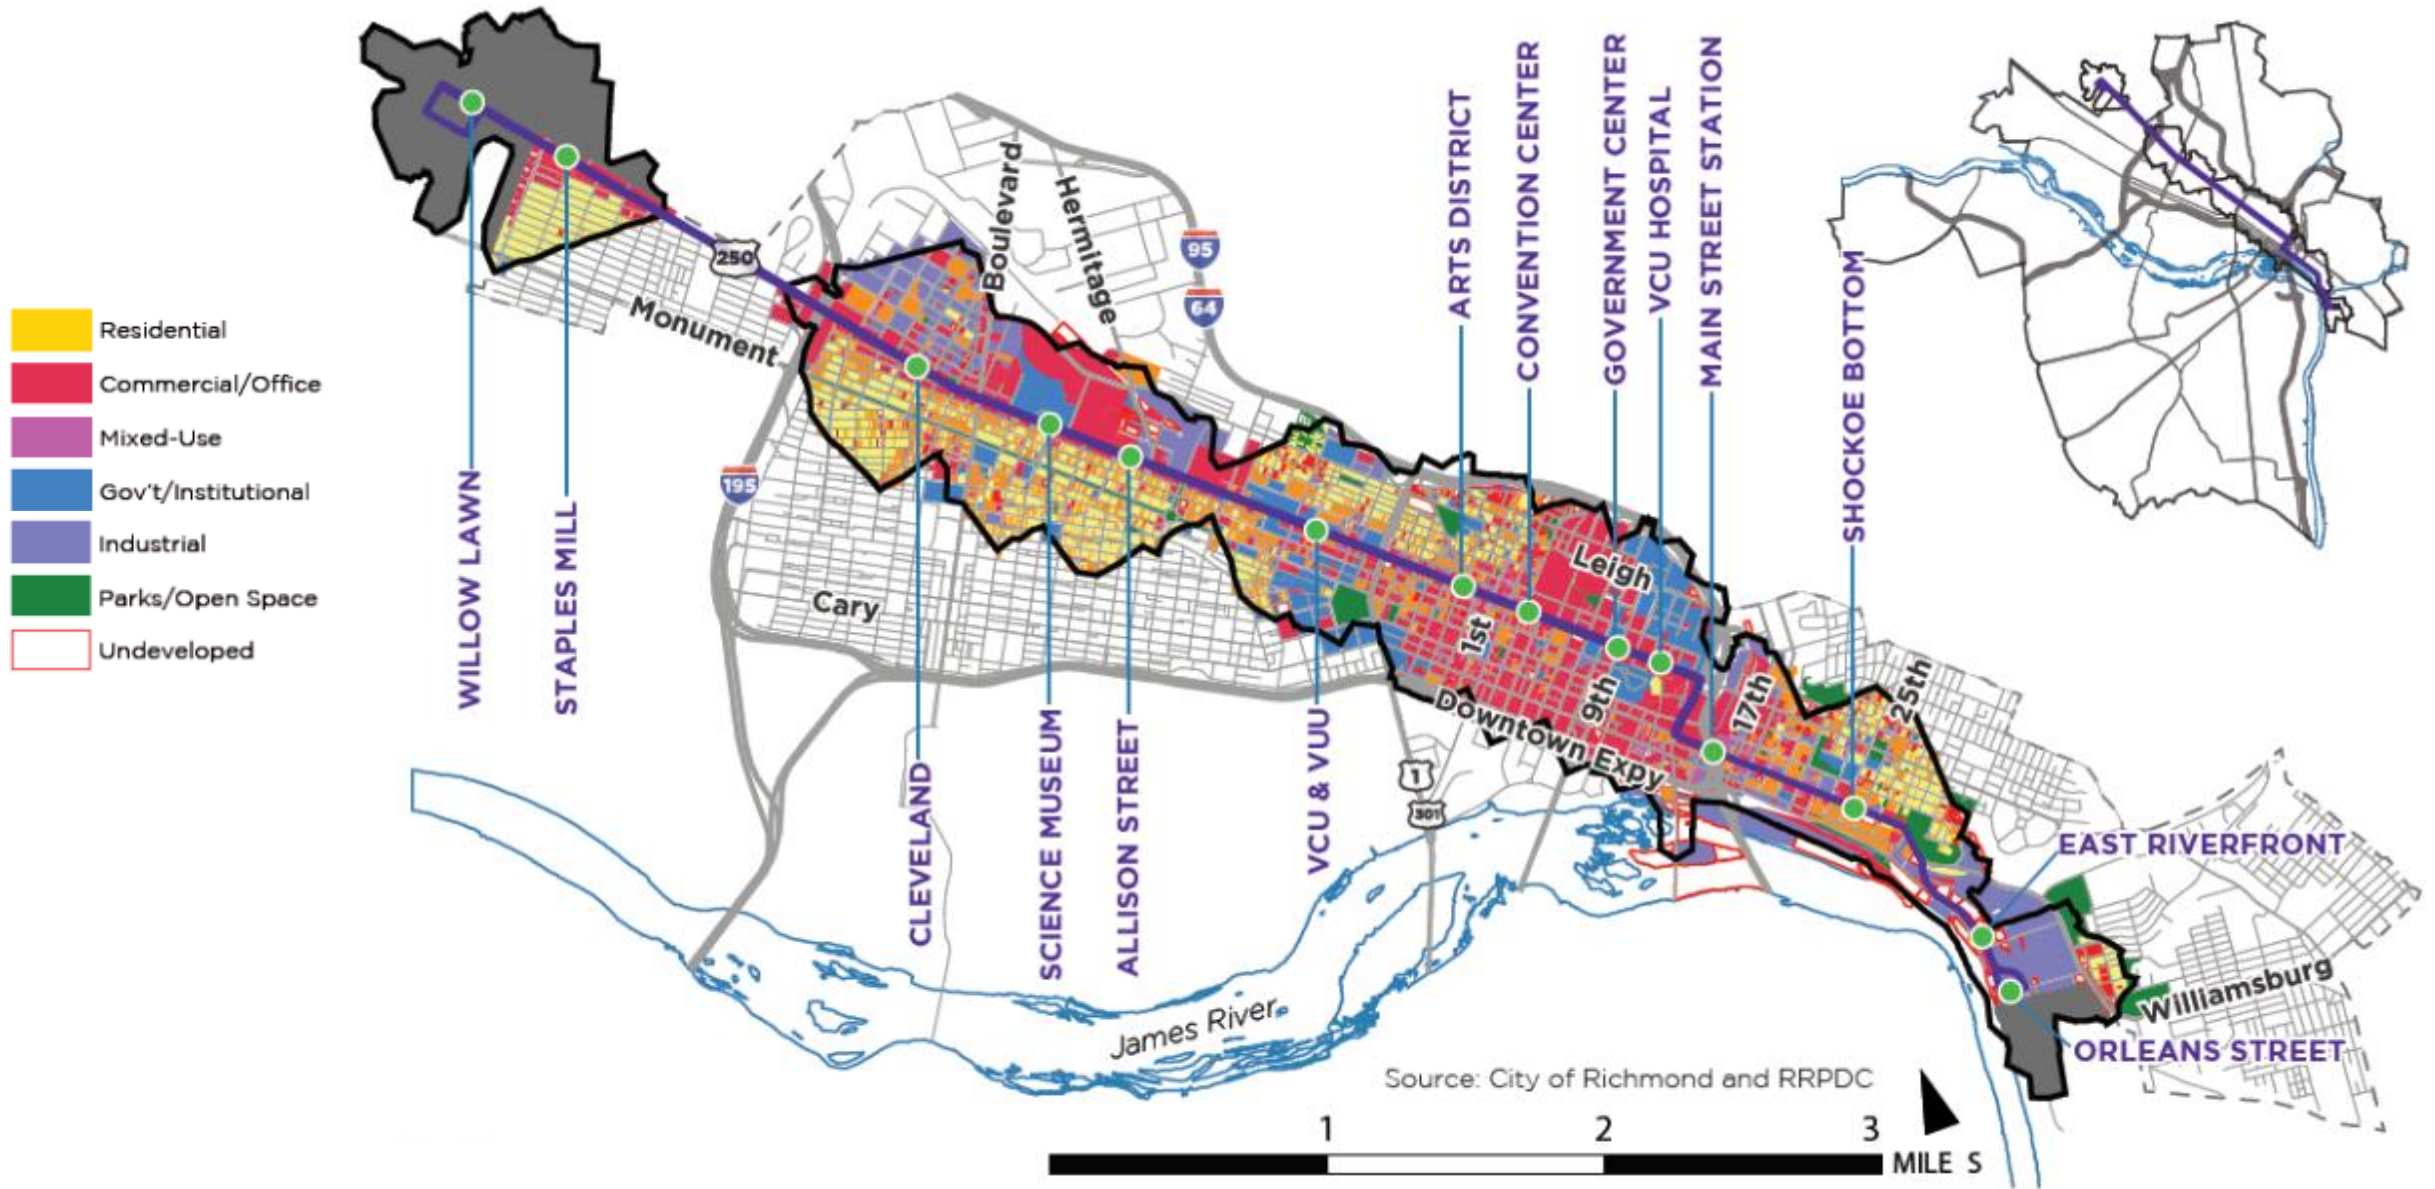 Residential
Commercial/Office
Mixed-Use
Gov't/Institutional
Industrial
Parks/Open Space
Undeveloped
WILLOW LAWN
STAPLES MILL
CLEVELAND
SCIENCE MUSEUM
ALLISON STREET
VCU & VUU
ARTS DISTRICT
CONVENTION CENTER
GOVERNMENT CENTER
VCU HOSPITAL
MAIN STREET STATION
SHOCKOE BOTTOM
EAST RIVERFRONT
ORLEANS STREET
250
Monument
Boulevard
Hermitage
95
64
195
Cary
Leigh
1st
9th
17th
25th
Downtown Expy
1
301
Williamsburg
James River
Source: City of Richmond and RRPDC
1 2 3
MILE S